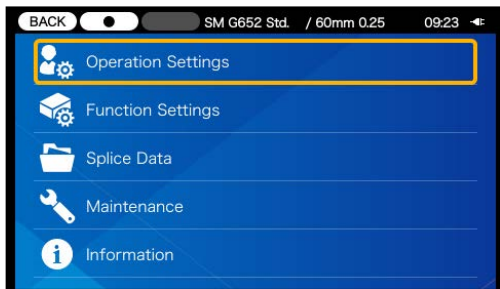 BACK SM G652 Std. / 60mm 0.25 09:23
Operation Settings
Function Settings
Splice Data
Maintenance
Information